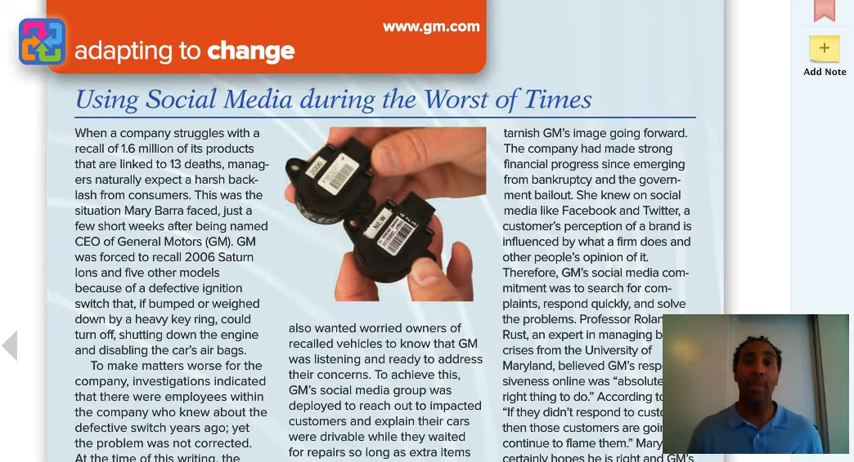 www.gm.com
adapting to change
Add Note
Using Social Media during the Worst of Times
When a company struggles with a
recall of 1.6 million of its products
that are linked to 13 deaths, manag-
ers naturally expect a harsh back-
lash from consumers. This was the
situation Mary Barra faced, just a
few short weeks after being named
CEO of General Motors (GM). GM
was forced to recall 2006 Saturn
Ions and five other models
because of a defective ignition
switch that, if bumped or weighed
down by a heavy key ring, could
turn off, shutting down the engine
and disabling the car's air bags.
To make matters worse for the
company, investigations indicated
that there were employees within
the company who knew about the
defective switch years ago; yet
the problem was not corrected.
At the time of this writing, the
2006
NEW
also wanted worried owners of
recalled vehicles to know that GM
was listening and ready to address
their concerns. To achieve this,
GM's social media group was
deployed to reach out to impacted
customers and explain their cars
were drivable while they waited
for repairs so long as extra items
tarnish GM's image going forward.
The company had made strong
financial progress since emerging
from bankruptcy and the govern-
ment bailout. She knew on social
media like Facebook and Twitter, a
customer's perception of a brand is
influenced by what a firm does and
other people's opinion of it.
Therefore, GM's social media com-
mitment was to search for com-
plaints, respond quickly, and solve
the problems. Professor Rolan
Rust, an expert in managing b
crises from the University of
Maryland, believed GM's resp
siveness online was "absolute
right thing to do." According to
"If they didn't respond to custo
then those customers are goi
continue to flame them." Mary
certainly hopes he is right and GM's